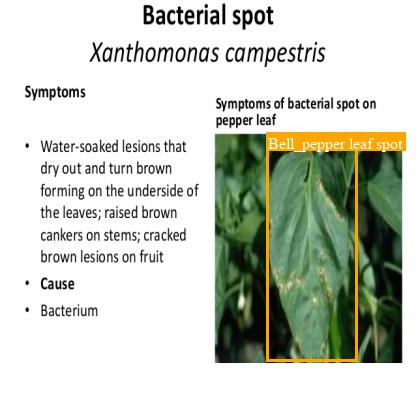 Bacterial spot
Xanthomonas campestris
Symptoms
• Water-soaked lesions that
dry out and turn brown
forming on the underside of
the leaves; raised brown
cankers on stems; cracked
brown lesions on fruit
• Cause
• Bacterium
Symptoms of bacterial spot on
pepper leaf
Bell_pepper leaf spot